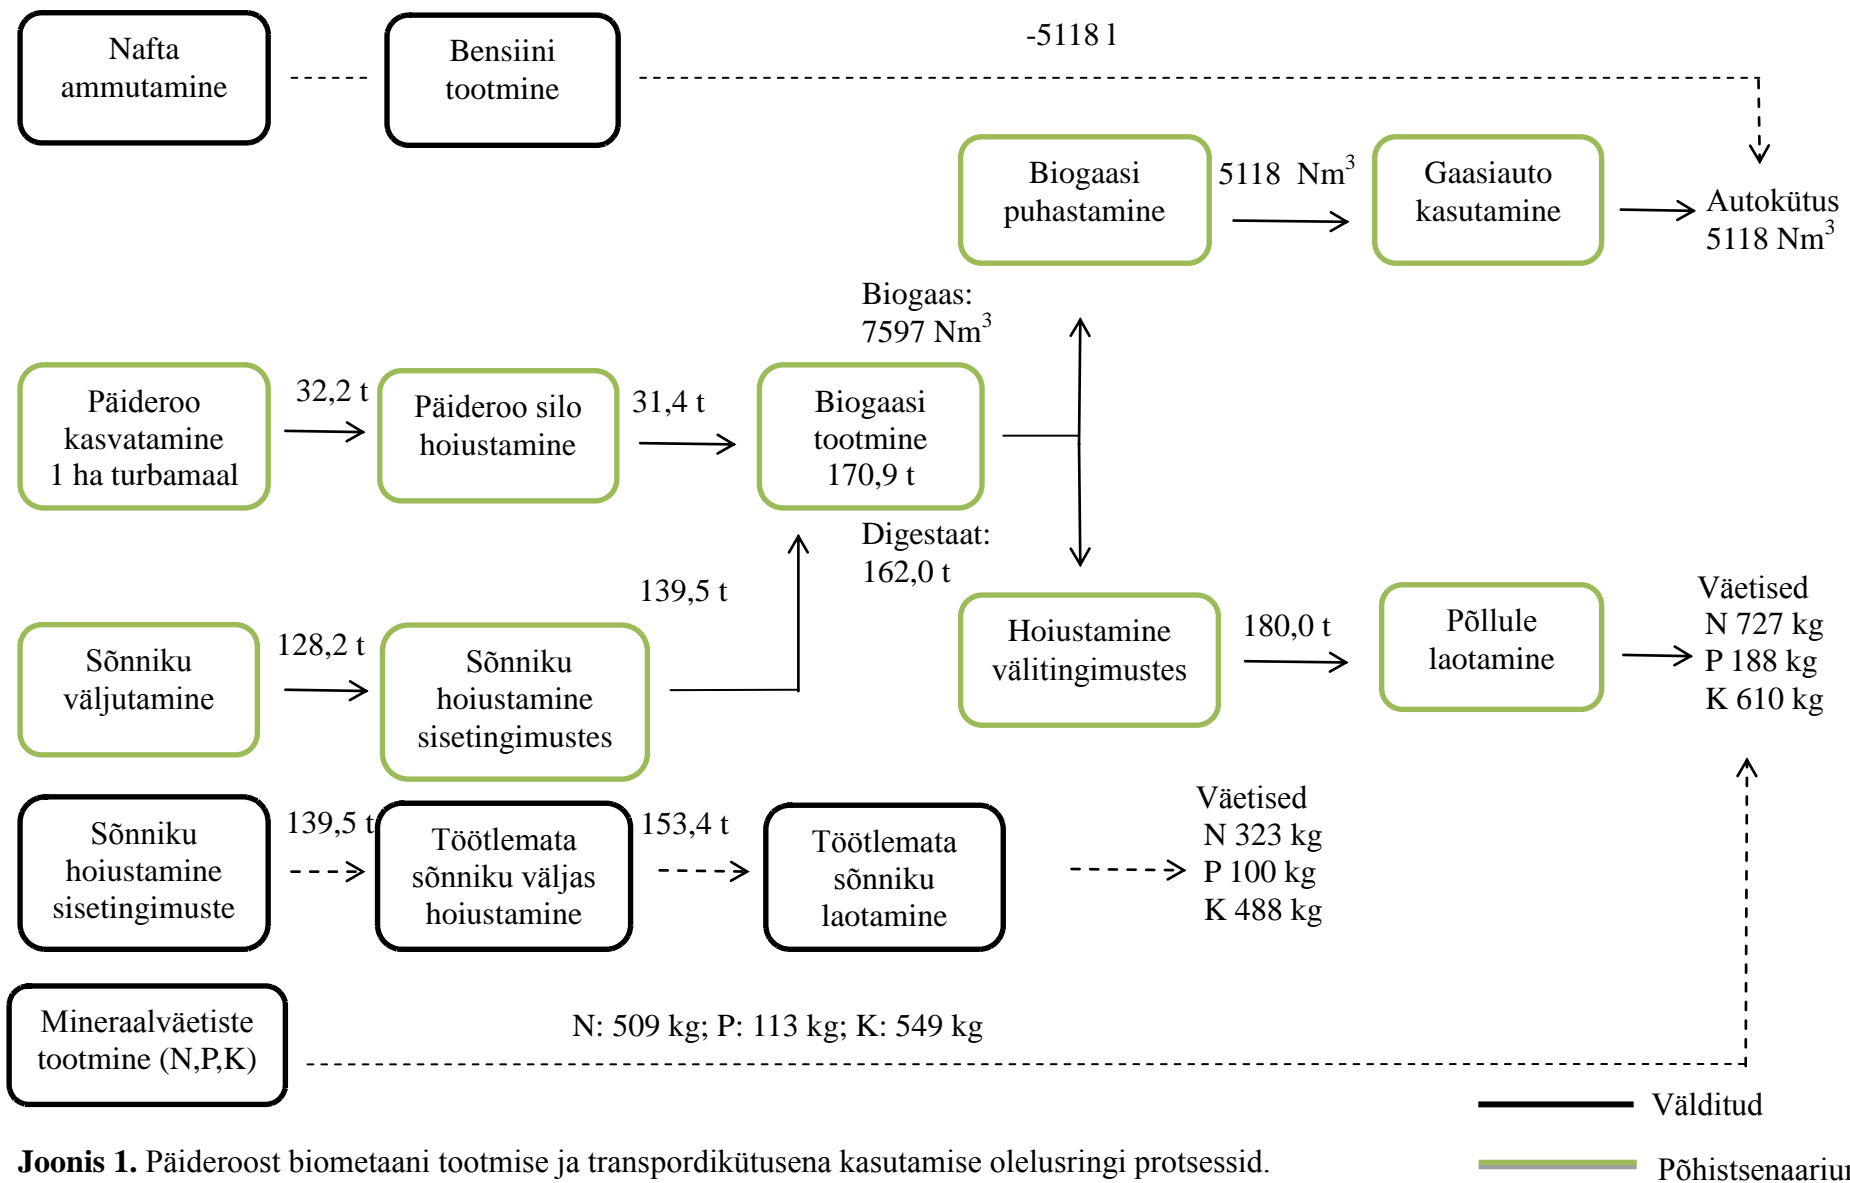 Nafta
ammutamine
Bensiini
tootmine
-5118 l
Biogaasi
puhastamine
5118 Nm³
Gaasiauto
kasutamine
Autokütus
5118 Nm³
Biogaas:
7597 Nm³
Päideroo
kasvatamine
1 ha turbamaal
32,2 t
Päideroo silo
hoiustamine
31,4 t
Biogaasi
tootmine
170,9 t
Digestaat:
162,0 t
139,5 t
Sõnniku
väljutamine
128,2 t
Sõnniku
hoiustamine
sisetingimustes
Hoiustamine
välitingimustes
180,0 t
Põllule
laotamine
Väetised
N 727 kg
P 188 kg
K 610 kg
Sõnniku
hoiustamine
sisetingimuste
139,5 t
Töötlemata
sõnniku väljas
hoiustamine
153,4 t
Töötlemata
sõnniku
laotamine
Väetised
N 323 kg
P 100 kg
K 488 kg
Mineraalväetiste
tootmine (N,P,K)
N: 509 kg; P: 113 kg; K: 549 kg
Välditud
Joonis 1. Päideroost biometaani tootmise ja transpordikütusena kasutamise olelusringi protsessid.